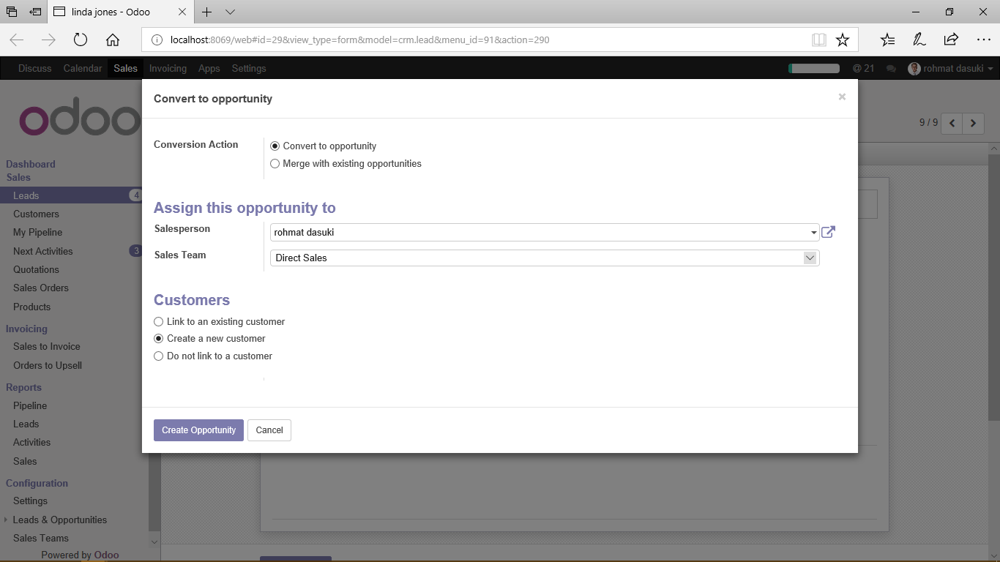 linda jones - Odoo
localhost:8069/web#id=29&view_type=form&model=crm.lead&menu_id=91&action=290
Discuss Calendar Sales Invoicing Apps Settings @ 21 rohmat dasuki
odoo
9 / 9
Dashboard
Sales
Leads 4
Customers
My Pipeline
Next Activities 3
Quotations
Sales Orders
Products
Invoicing
Sales to Invoice
Orders to Upsell
Reports
Pipeline
Leads
Activities
Sales
Configuration
Settings
Leads & Opportunities
Sales Teams
Powered by Odoo
Convert to opportunity
Conversion Action
Convert to opportunity
Merge with existing opportunities
Assign this opportunity to
Salesperson rohmat dasuki
Sales Team Direct Sales
Customers
Link to an existing customer
Create a new customer
Do not link to a customer
Create Opportunity Cancel